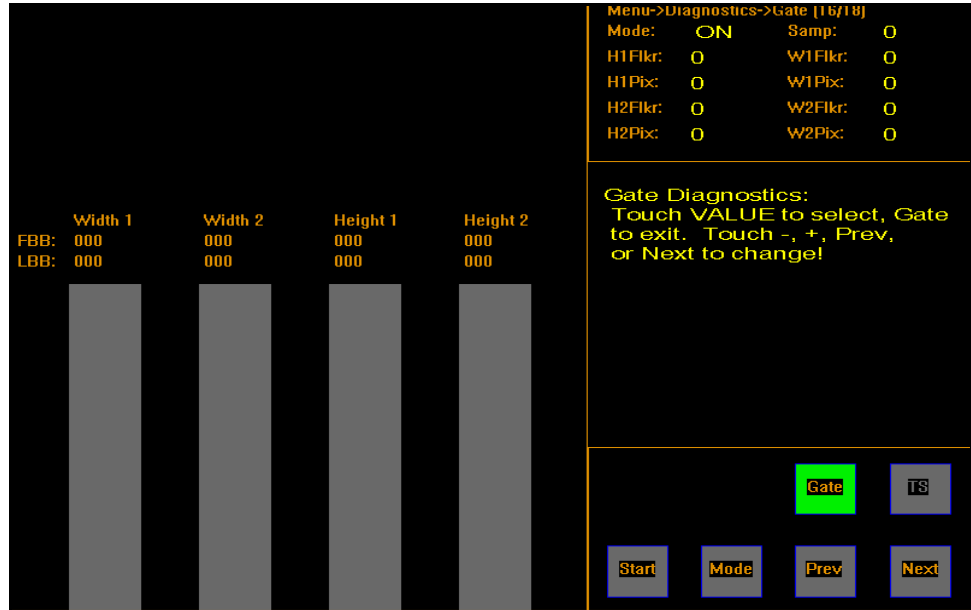 Menu->Diagnostics->Gate [T6/T8]
Mode: ON Samp: 0
H1Flkr: 0 W1Flkr: 0
H1Pix: 0 W1Pix: 0
H2Flkr: 0 W2Flkr: 0
H2Pix: 0 W2Pix: 0
Width 1 Width 2 Height 1 Height 2
FBB: 000 000 000 000
LBB: 000 000 000 000
Gate Diagnostics:
Touch VALUE to select, Gate
to exit. Touch -, +, Prev,
or Next to change!
Gate TS
Start Mode Prev Next